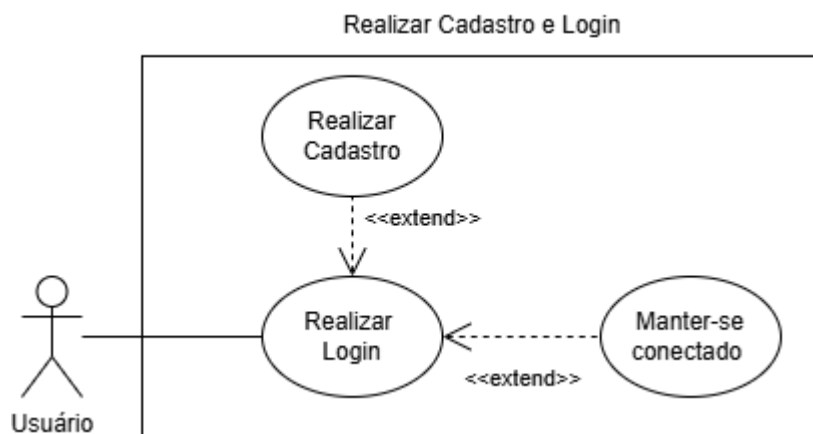 Realizar Cadastro e Login
Realizar
Cadastro
<<extend>>
Realizar
Login
Manter-se
conectado
<<extend>>
Usuário